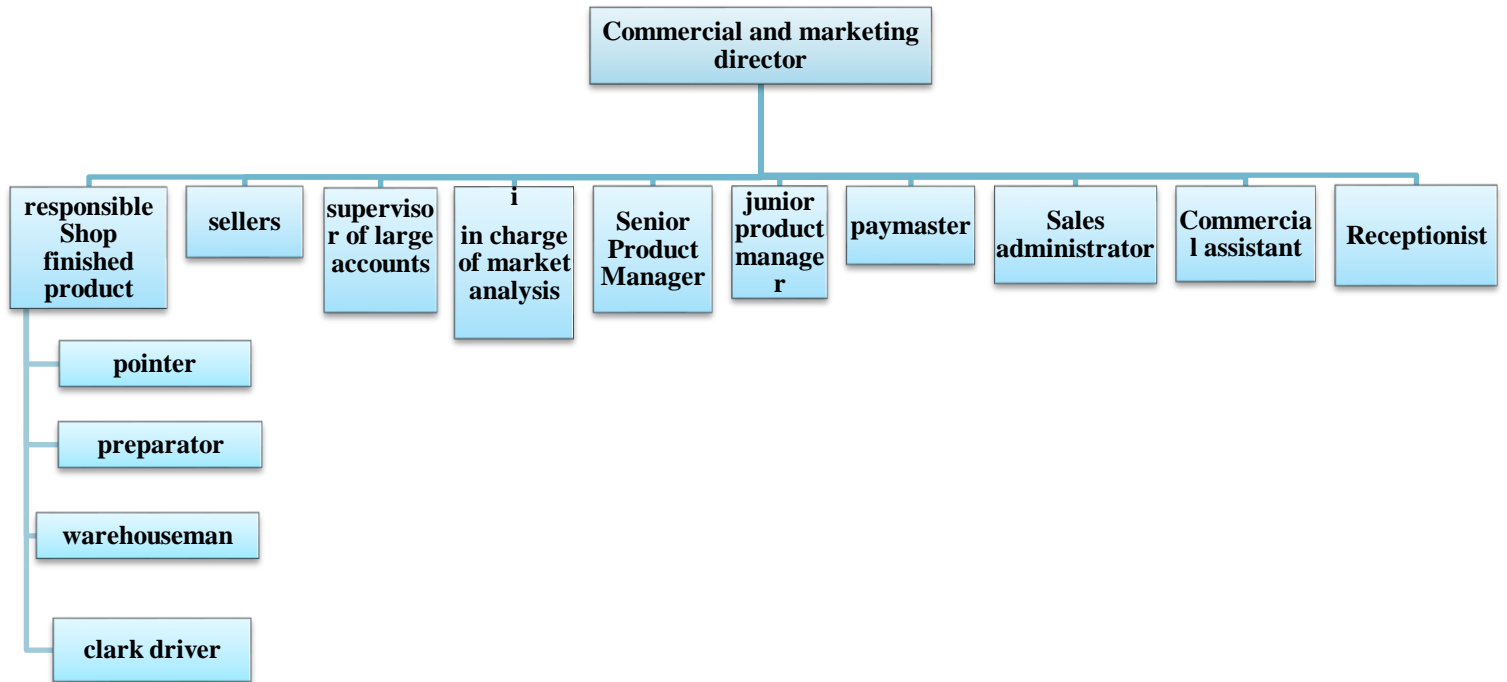 Commercial and marketing
director
responsible
Shop
finished
product
sellers
superviso
r of large
accounts
i
in charge
of market
analysis
Senior
Product
Manager
junior
product
manage
r
paymaster
Sales
administrator
Commercia
l assistant
Receptionist
pointer
preparator
warehouseman
clark driver